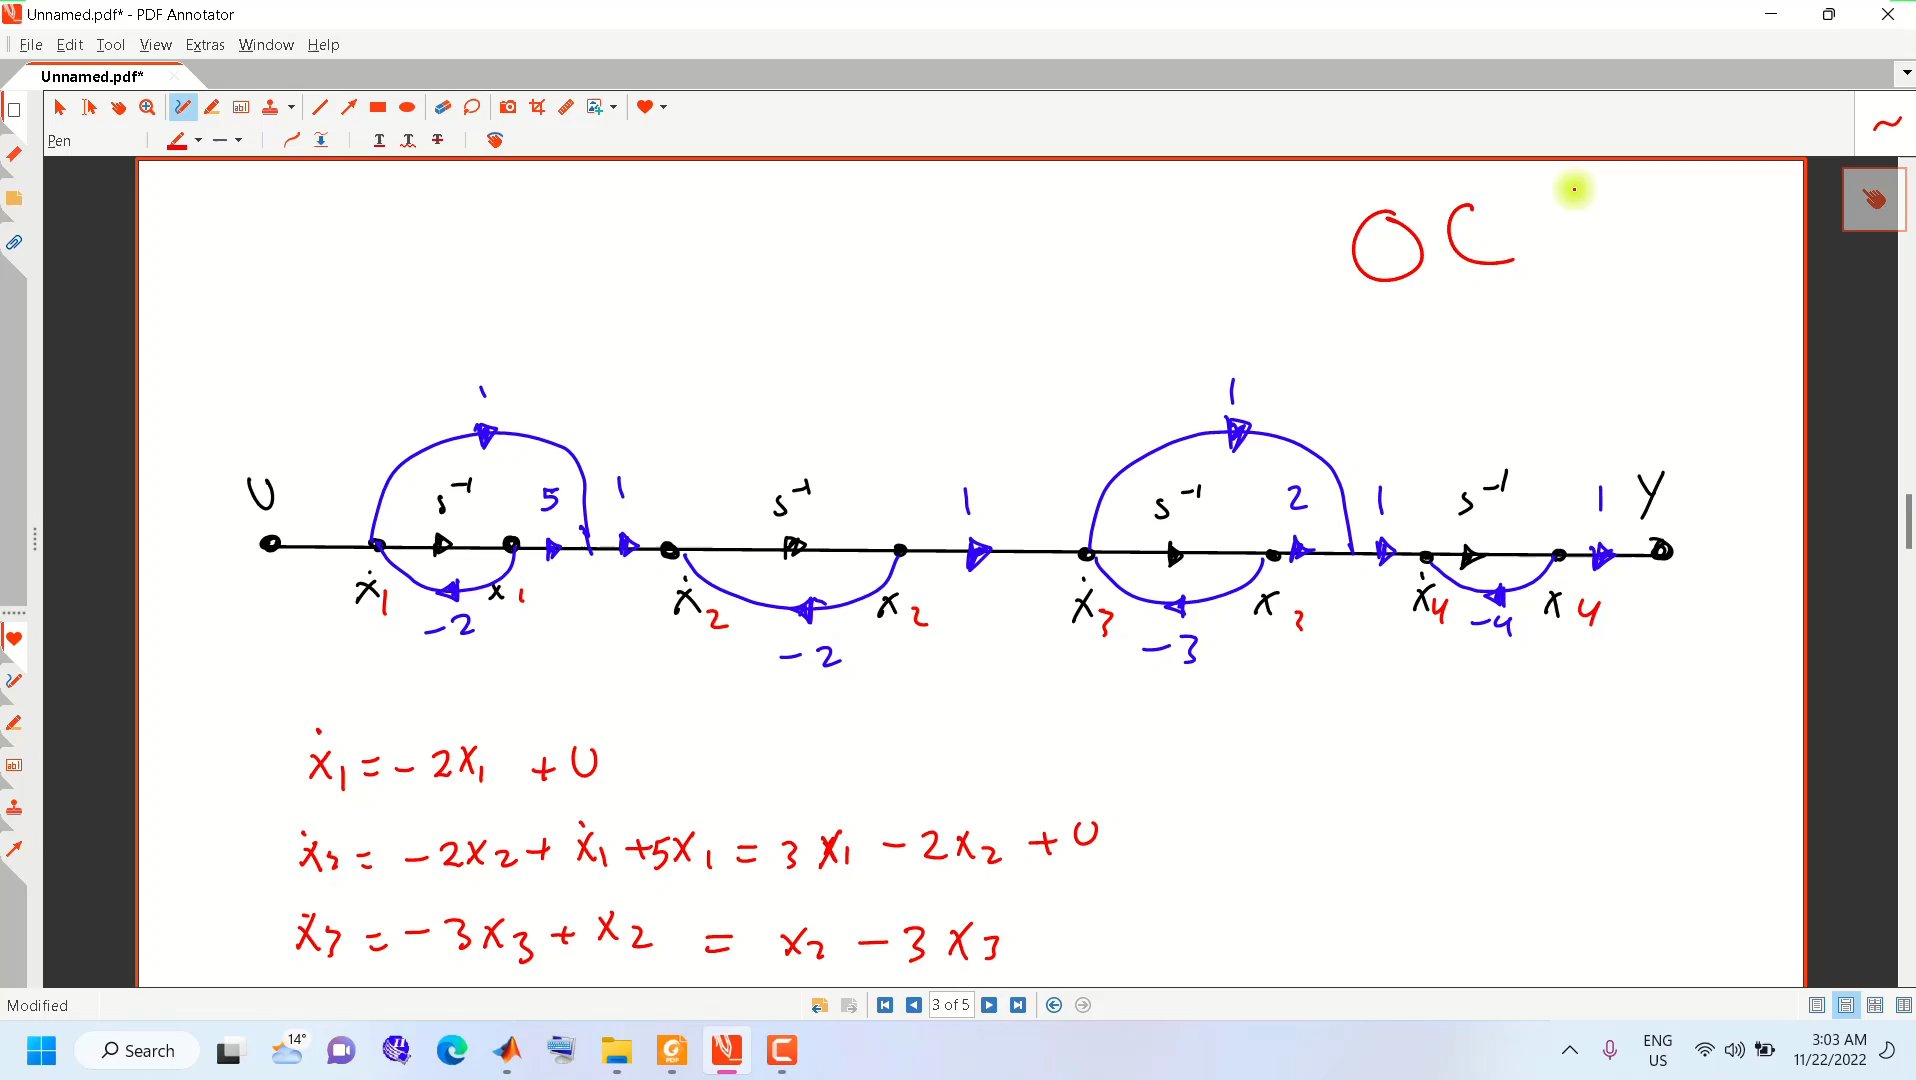 Unnamed.pdf* - PDF Annotator
File Edit Tool View Extras Window Help
Unnamed.pdf*
Pen
OC
1 1
U s⁻¹ 5 1 s⁻¹ 1 s⁻¹ 2 1 s⁻¹ 1 Y
ẋ1 x1 ẋ2 x2 ẋ3 x3 ẋ4 x4
-2 -2 -3 -4
ẋ1 = -2x1 + U
ẋ2 = -2x2 + ẋ1 + 5x1 = 3x1 - 2x2 + U
ẋ3 = -3x3 + x2 = x2 - 3x3
Modified 3 of 5
14°
Search
ENG
US
3:03 AM
11/22/2022